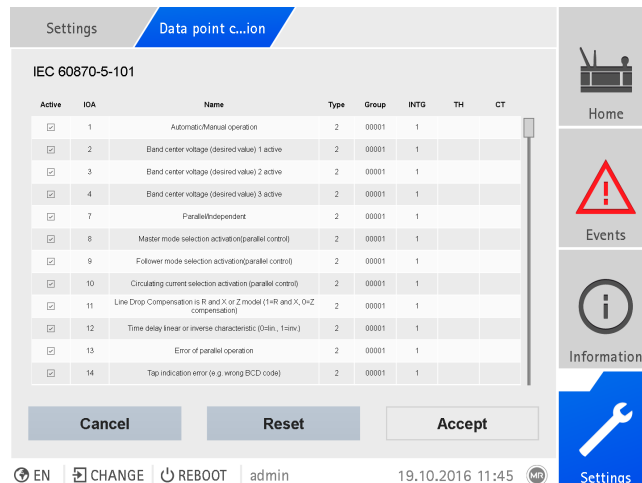 Settings
Data point c...ion
IEC 60870-5-101
Active IOA Name Type Group INTG TH CT
1 Automatic/Manual operation 2 00001 1
2 Band center voltage (desired value) 1 active 2 00001 1
3 Band center voltage (desired value) 2 active 2 00001 1
4 Band center voltage (desired value) 3 active 2 00001 1
7 Parallel/Independent 2 00001 1
8 Master mode selection activation(parallel control) 2 00001 1
9 Follower mode selection activation(parallel control) 2 00001 1
10 Circulating current selection activation (parallel control) 2 00001 1
11 Line Drop Compensation is R and X or Z model (1=R and X, 0=Z compensation) 2 00001 1
12 Time delay linear or inverse characteristic (0=lin., 1=inv.) 2 00001 1
13 Error of parallel operation 2 00001 1
14 Tap indication error (e.g. wrong BCD code) 2 00001 1
Cancel
Reset
Accept
EN CHANGE REBOOT admin 19.10.2016 11:45 MR
Home
Events
Information
Settings